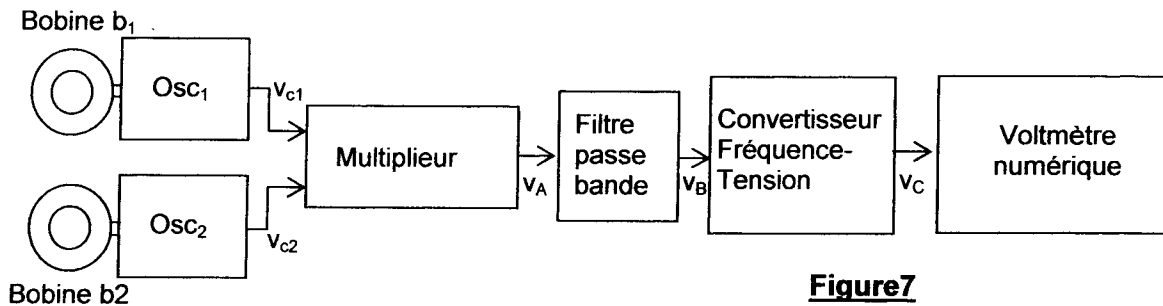 Bobine b1
Osc1
vc1
Multiplieur
vA
Filtre
passe
bande
vB
Convertisseur
Fréquence-
Tension
vC
Voltmètre
numérique
Osc2
vc2
Bobine b2
Figure7